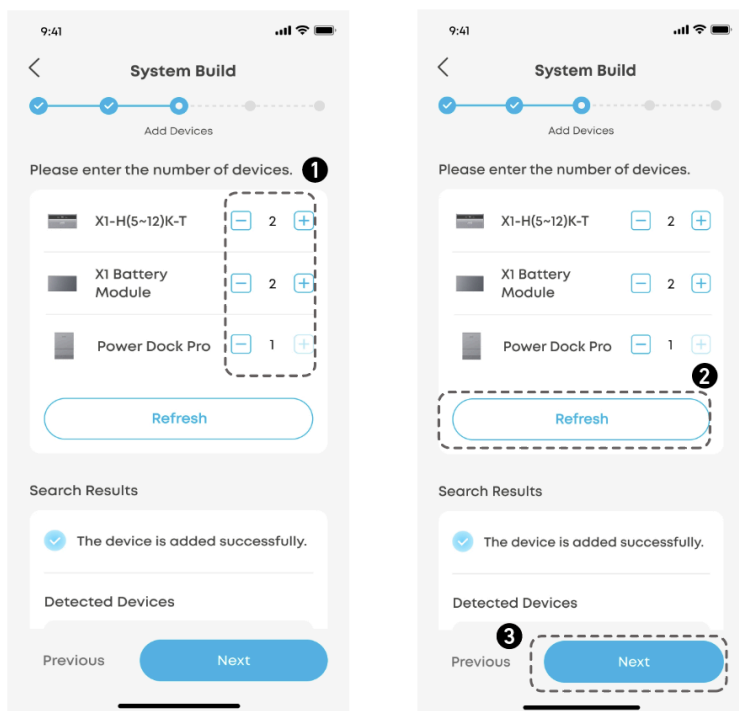 9:41
System Build
Add Devices
Please enter the number of devices.
1
X1-H(5~12)K-T
2
X1 Battery
Module
2
Power Dock Pro
1
Refresh
Search Results
The device is added successfully.
Detected Devices
Previous
Next
9:41
System Build
Add Devices
Please enter the number of devices.
X1-H(5~12)K-T
2
X1 Battery
Module
2
Power Dock Pro
1
2
Refresh
Search Results
The device is added successfully.
Detected Devices
3
Previous
Next